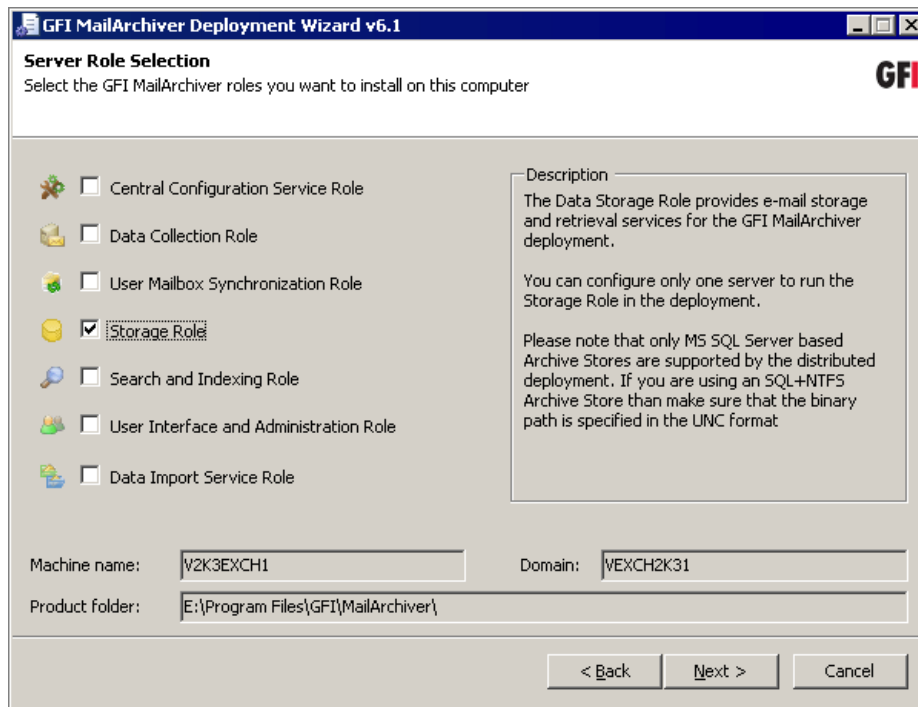 GFI MailArchiver Deployment Wizard v6.1
Server Role Selection
Select the GFI MailArchiver roles you want to install on this computer
GFI
Central Configuration Service Role
Data Collection Role
User Mailbox Synchronization Role
Storage Role
Search and Indexing Role
User Interface and Administration Role
Data Import Service Role
Description
The Data Storage Role provides e-mail storage
and retrieval services for the GFI MailArchiver
deployment.
You can configure only one server to run the
Storage Role in the deployment.
Please note that only MS SQL Server based
Archive Stores are supported by the distributed
deployment. If you are using an SQL+NTFS
Archive Store than make sure that the binary
path is specified in the UNC format
Machine name: V2K3EXCH1 Domain: VEXCH2K31
Product folder: E:\Program Files\GFI\MailArchiver\
< Back Next > Cancel